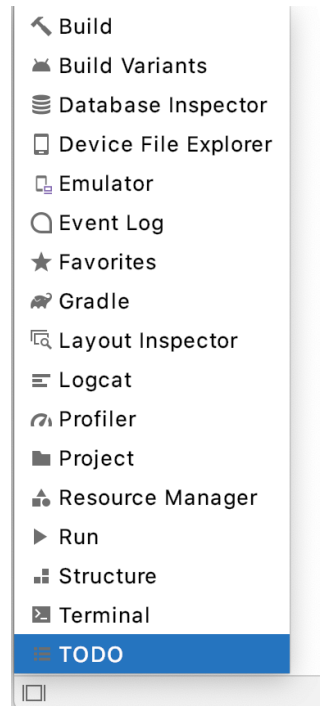 Build
Build Variants
Database Inspector
Device File Explorer
Emulator
Event Log
Favorites
Gradle
Layout Inspector
Logcat
Profiler
Project
Resource Manager
Run
Structure
Terminal
TODO